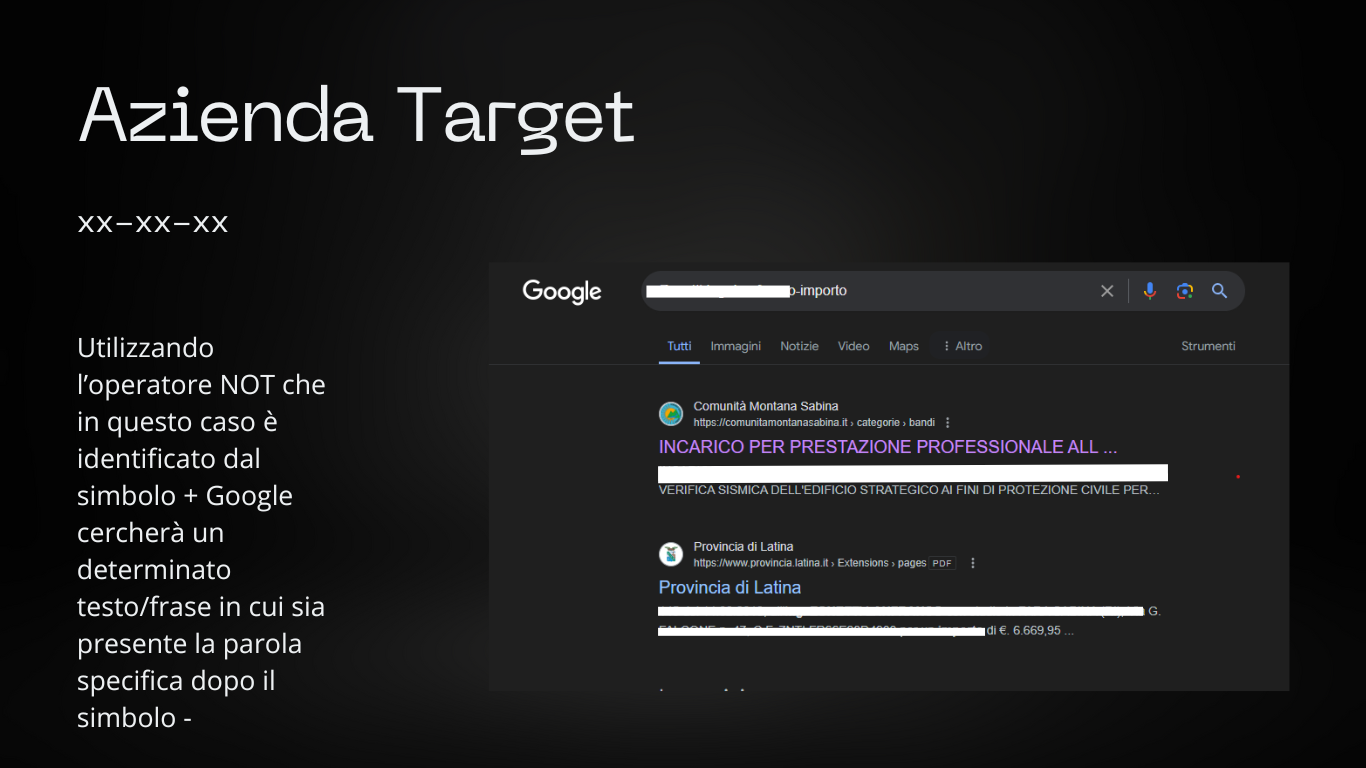 Azienda Target
xx-xx-xx
Utilizzando
l'operatore NOT che
in questo caso è
identificato dal
simbolo + Google
cercherà un
determinato
testo/frase in cui sia
presente la parola
specifica dopo il
simbolo -
Google
o-importo
Tutti Immagini Notizie Video Maps Altro Strumenti
Comunità Montana Sabina
https://comunitamontanasabina.it › categorie › bandi
INCARICO PER PRESTAZIONE PROFESSIONALE ALL ...
VERIFICA SISMICA DELL'EDIFICIO STRATEGICO AI FINI DI PROTEZIONE CIVILE PER...
Provincia di Latina
https://www.provincia.latina.it › Extensions › pages PDF
Provincia di Latina
G.
di €. 6.669,95 ...